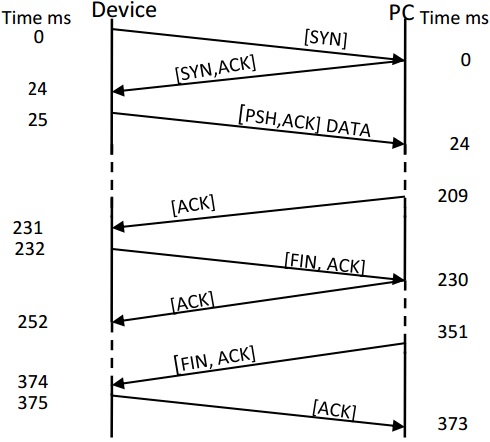 Time ms Device PC Time ms
0 [SYN] 0
[SYN,ACK]
24
25 [PSH,ACK] DATA
24
[ACK] 209
231
232 [FIN, ACK]
230
[ACK]
252 351
[FIN, ACK]
374
375 [ACK]
373